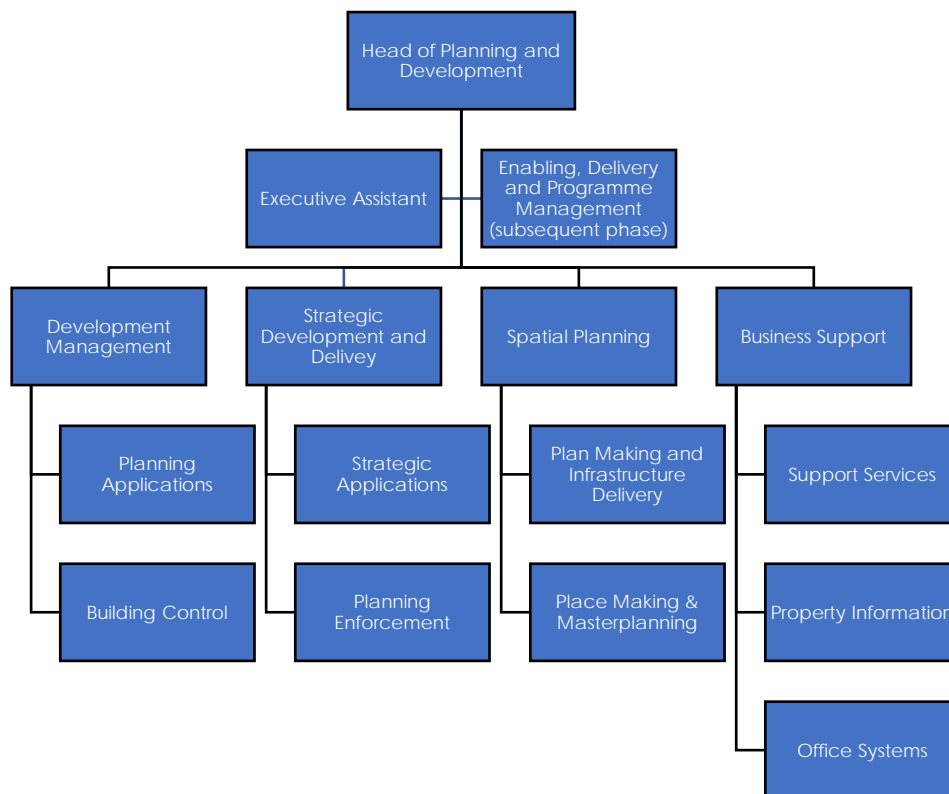 Head of Planning and
Development
Executive Assistant
Enabling, Delivery
and Programme
Management
(subsequent phase)
Development
Management
Strategic
Development and
Delivey
Spatial Planning
Business Support
Planning
Applications
Strategic
Applications
Plan Making and
Infrastructure
Delivery
Support Services
Building Control
Planning
Enforcement
Place Making &
Masterplanning
Property Information
Office Systems